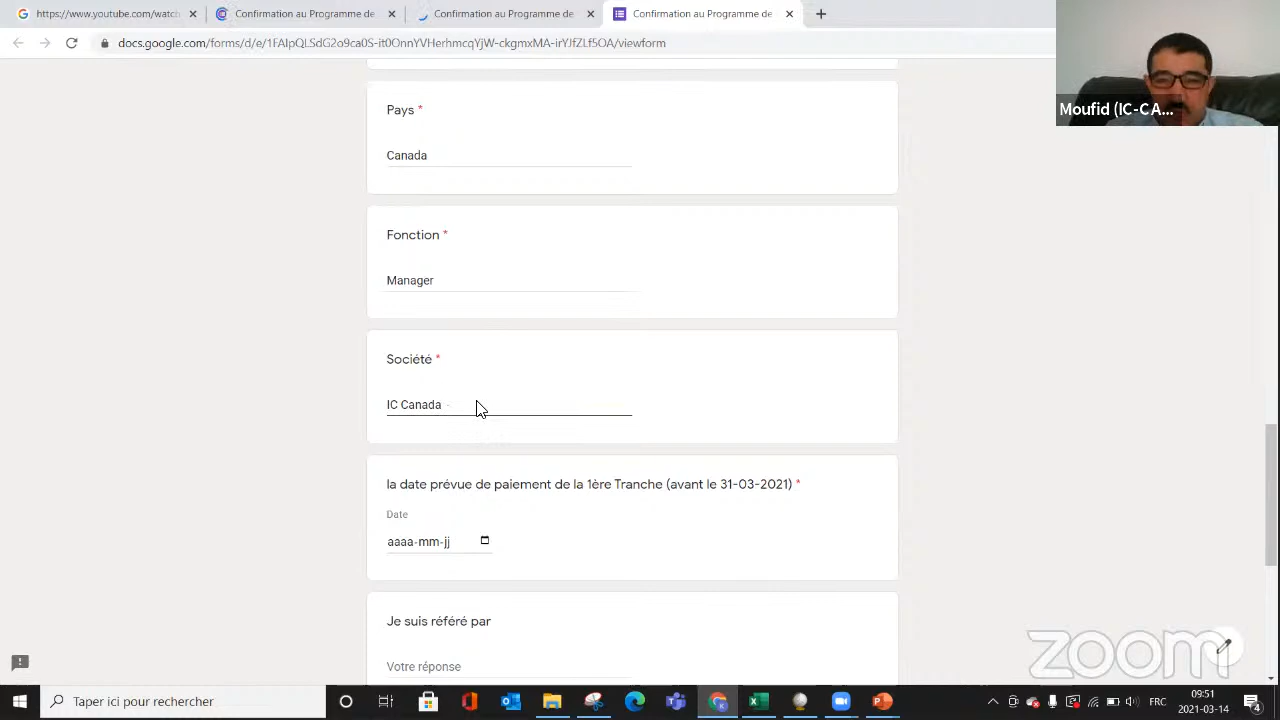 https://www.youtube.com/watch
Confirmation au Programme de
Confirmation au Programme de
Confirmation au Programme de
docs.google.com/forms/d/e/1FAIpQLSdG2o9ca0S-it0OnnYVHerhmcqYjW-ckgmxMA-irYJfZLf5OA/viewform
Moufid (IC-CA...
Pays *
Canada
Fonction *
Manager
Société *
IC Canada -
la date prévue de paiement de la 1ère Tranche (avant le 31-03-2021) *
Date
aaaa-mm-jj
Je suis référé par
Votre réponse
zoom
Taper ici pour rechercher
FRC
09:51
2021-03-14
4